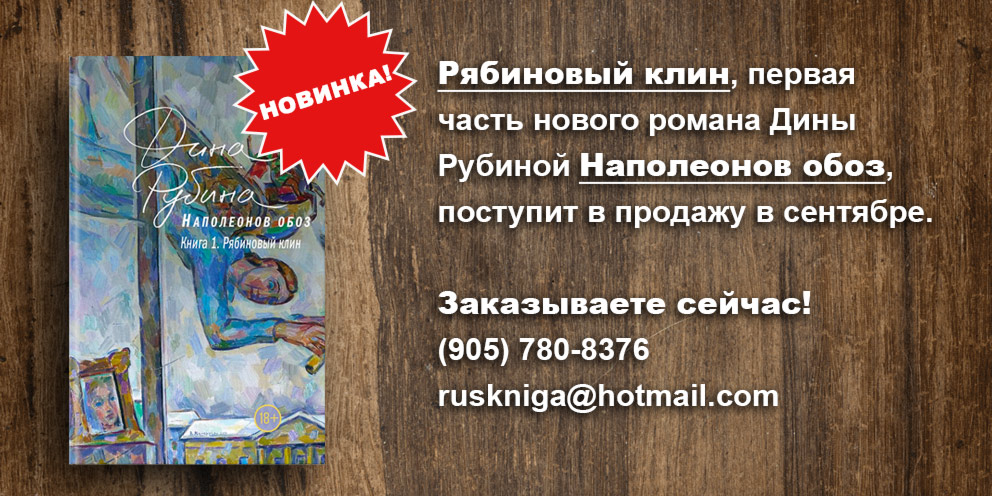 НОВИНКА!
Дина
Рубина
НАПОЛЕОНОВ ОБОЗ
Книга 1. Рябиновый клин
18+
Рябиновый клин, первая
часть нового романа Дины
Рубиной Наполеонов обоз,
поступит в продажу в сентябре.
Заказываете сейчас!
(905) 780-8376
ruskniga@hotmail.com